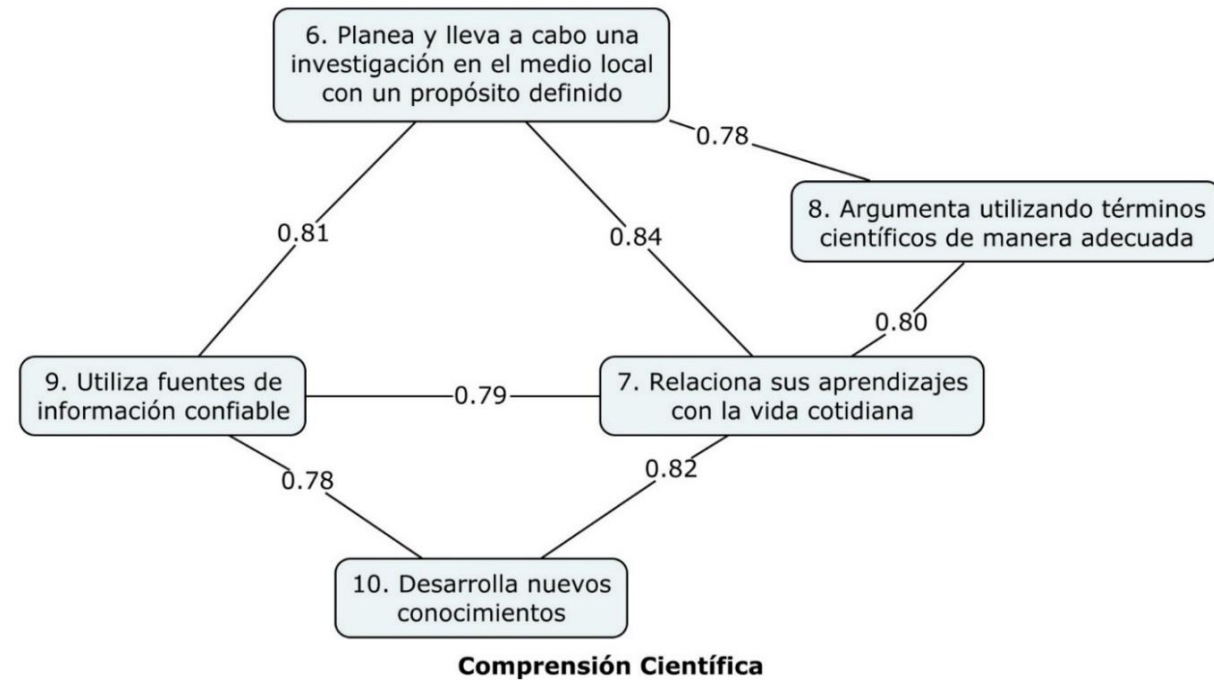 6. Planea y lleva a cabo una
investigación en el medio local
con un propósito definido
0.78
8. Argumenta utilizando términos
científicos de manera adecuada
0.81
0.84
0.80
9. Utiliza fuentes de
información confiable
0.79
7. Relaciona sus aprendizajes
con la vida cotidiana
0.78
0.82
10. Desarrolla nuevos
conocimientos
Comprensión Científica